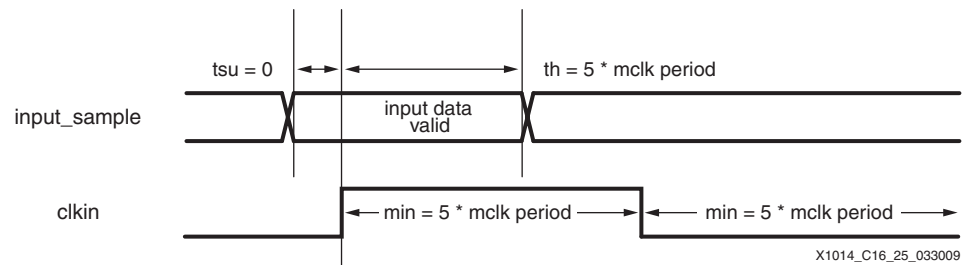 tsu = 0
th = 5 * mclk period
input_sample
input data
valid
clkin
min = 5 * mclk period
min = 5 * mclk period
X1014_C16_25_033009